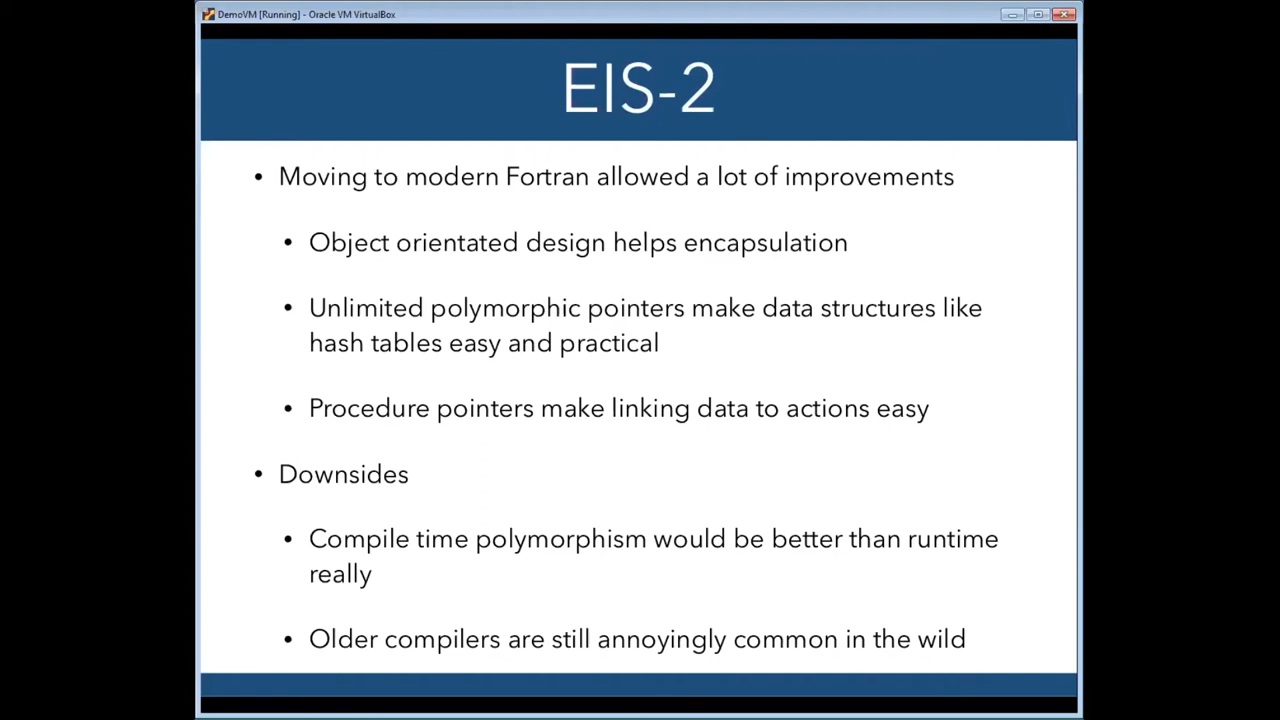 DemoVM [Running] - Oracle VM VirtualBox
EIS-2
• Moving to modern Fortran allowed a lot of improvements
• Object orientated design helps encapsulation
• Unlimited polymorphic pointers make data structures like
hash tables easy and practical
• Procedure pointers make linking data to actions easy
• Downsides
• Compile time polymorphism would be better than runtime
really
• Older compilers are still annoyingly common in the wild